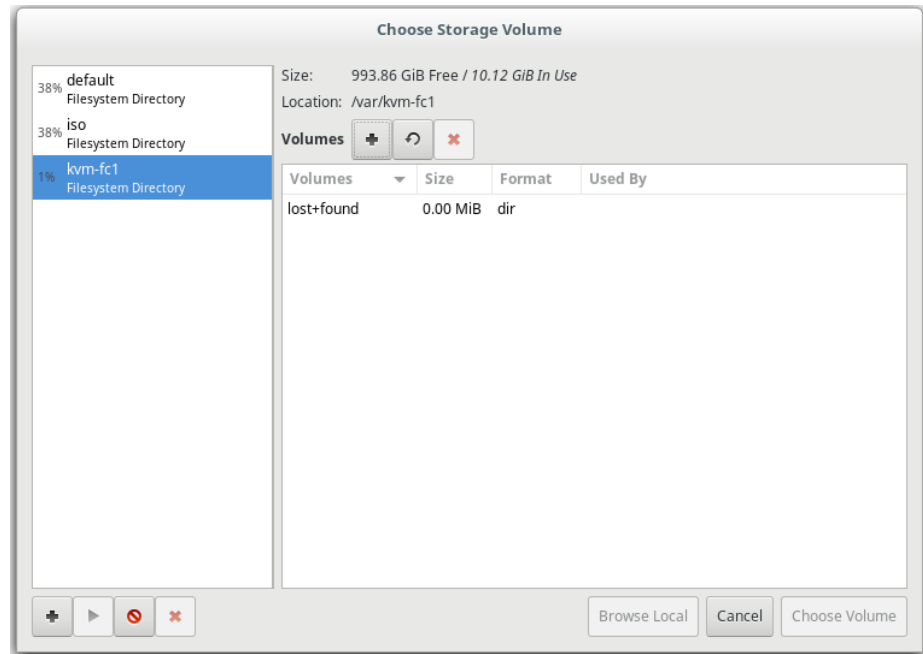 Choose Storage Volume
38% default
Filesystem Directory
38% iso
Filesystem Directory
1% kvm-fc1
Filesystem Directory
Size: 993.86 GiB Free / 10.12 GiB In Use
Location: /var/kvm-fc1
Volumes
Volumes Size Format Used By
lost+found 0.00 MiB dir
Browse Local Cancel Choose Volume